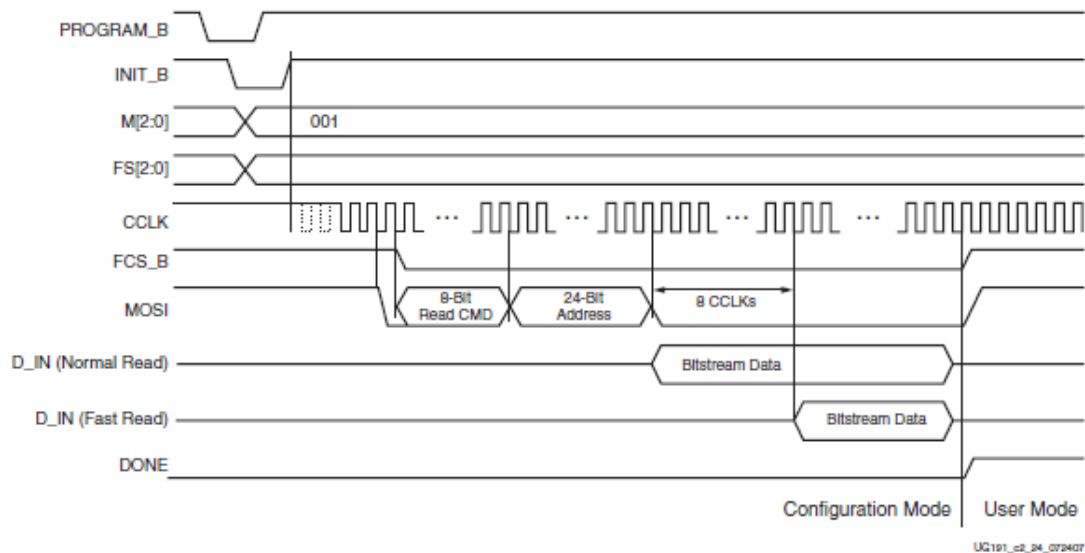 PROGRAM_B
INIT_B
M[2:0]
001
FS[2:0]
CCLK
... ... ... ...
FCS_B
MOSI
8-Bit
Read CMD
24-Bit
Address
8 CCLKs
D_IN (Normal Read)
Bitstream Data
D_IN (Fast Read)
Bitstream Data
DONE
Configuration Mode
User Mode
UG191_c2_24_072407